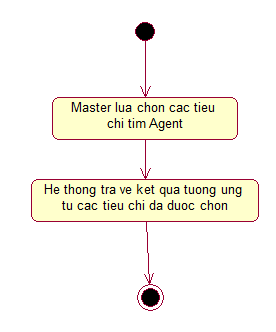 Master lua chon cac tieu
chi tim Agent
He thong tra ve ket qua tuong ung
tu cac tieu chi da duoc chon